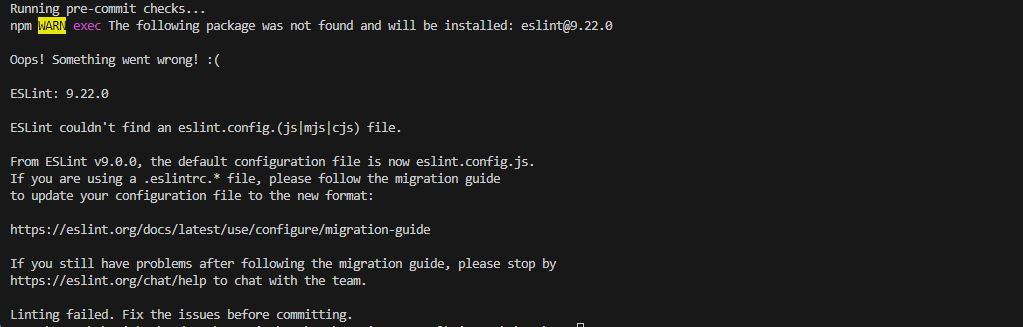 Running pre-commit checks...
npm WARN exec The following package was not found and will be installed: eslint@9.22.0
Oops! Something went wrong! :(
ESLint: 9.22.0
ESLint couldn't find an eslint.config.(js|mjs|cjs) file.
From ESLint v9.0.0, the default configuration file is now eslint.config.js.
If you are using a .eslintrc.* file, please follow the migration guide
to update your configuration file to the new format:
https://eslint.org/docs/latest/use/configure/migration-guide
If you still have problems after following the migration guide, please stop by
https://eslint.org/chat/help to chat with the team.
Linting failed. Fix the issues before committing.